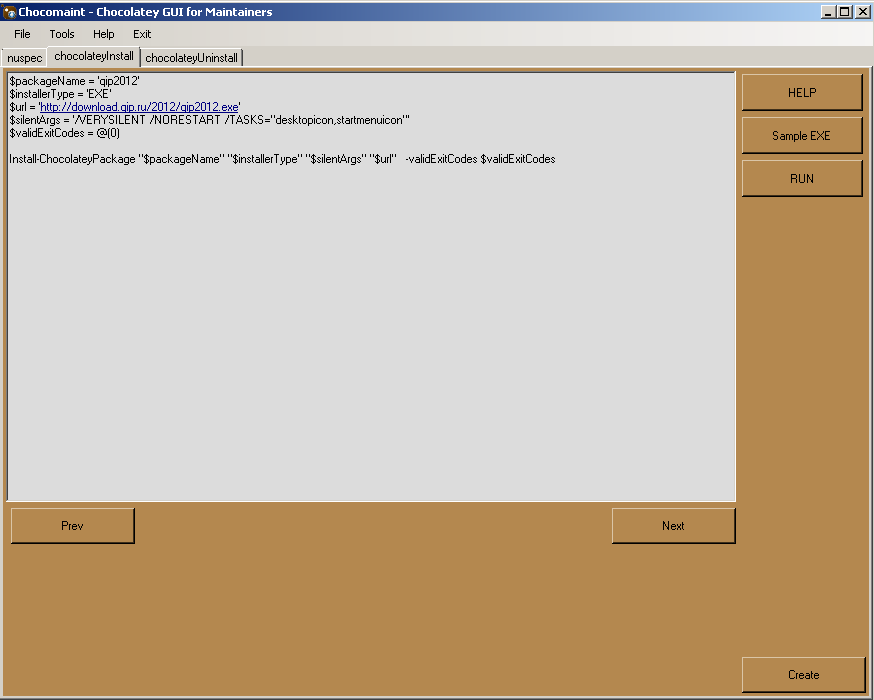 Chocomaint - Chocolatey GUI for Maintainers
File Tools Help Exit
nuspec chocolateyInstall chocolateyUninstall
$packageName = 'qip2012'
$installerType = 'EXE'
$url = 'http://download.qip.ru/2012/qip2012.exe'
$silentArgs = '/VERYSILENT /NORESTART /TASKS="desktopicon,startmenuicon"'
$validExitCodes = @(0)
Install-ChocolateyPackage "$packageName" "$installerType" "$silentArgs" "$url" -validExitCodes $validExitCodes
HELP
Sample EXE
RUN
Prev
Next
Create